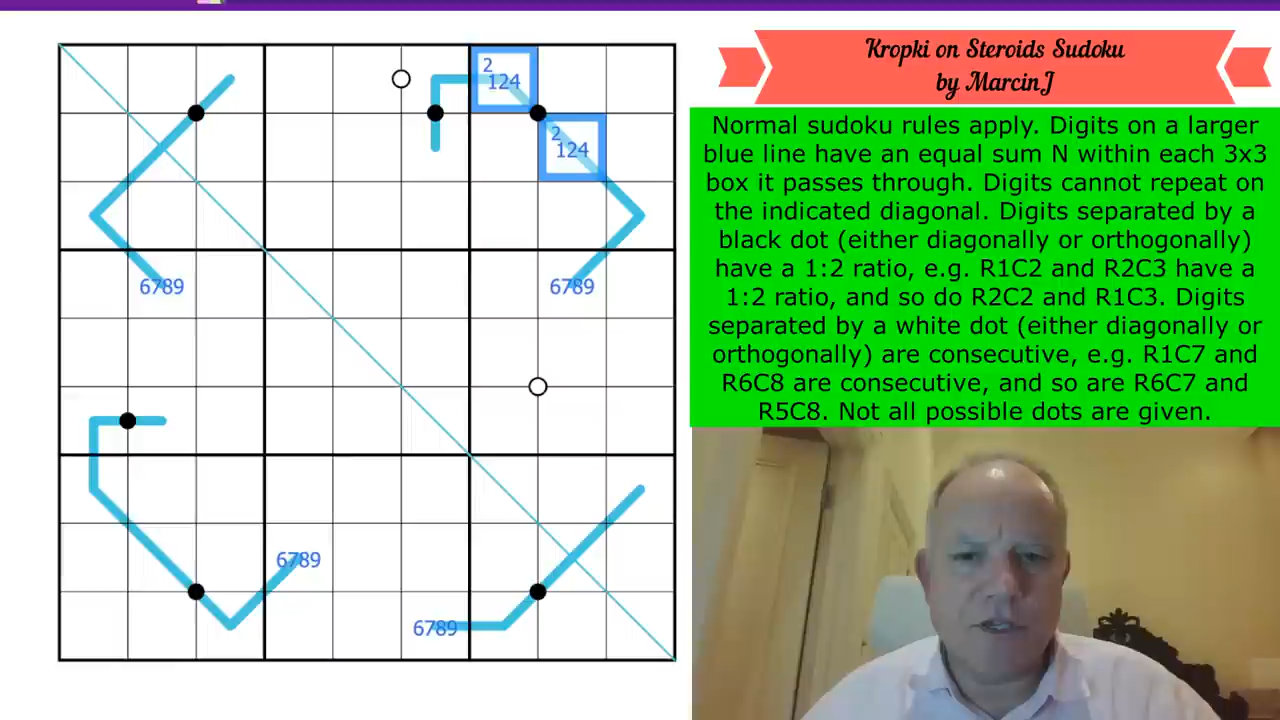 Kropki on Steroids Sudoku
by MarcinJ
Normal sudoku rules apply. Digits on a larger
blue line have an equal sum N within each 3x3
box it passes through. Digits cannot repeat on
the indicated diagonal. Digits separated by a
black dot (either diagonally or orthogonally)
have a 1:2 ratio, e.g. R1C2 and R2C3 have a
1:2 ratio, and so do R2C2 and R1C3. Digits
separated by a white dot (either diagonally or
orthogonally) are consecutive, e.g. R1C7 and
R6C8 are consecutive, and so are R6C7 and
R5C8. Not all possible dots are given.
2
124
2
124
6789
6789
6789
6789